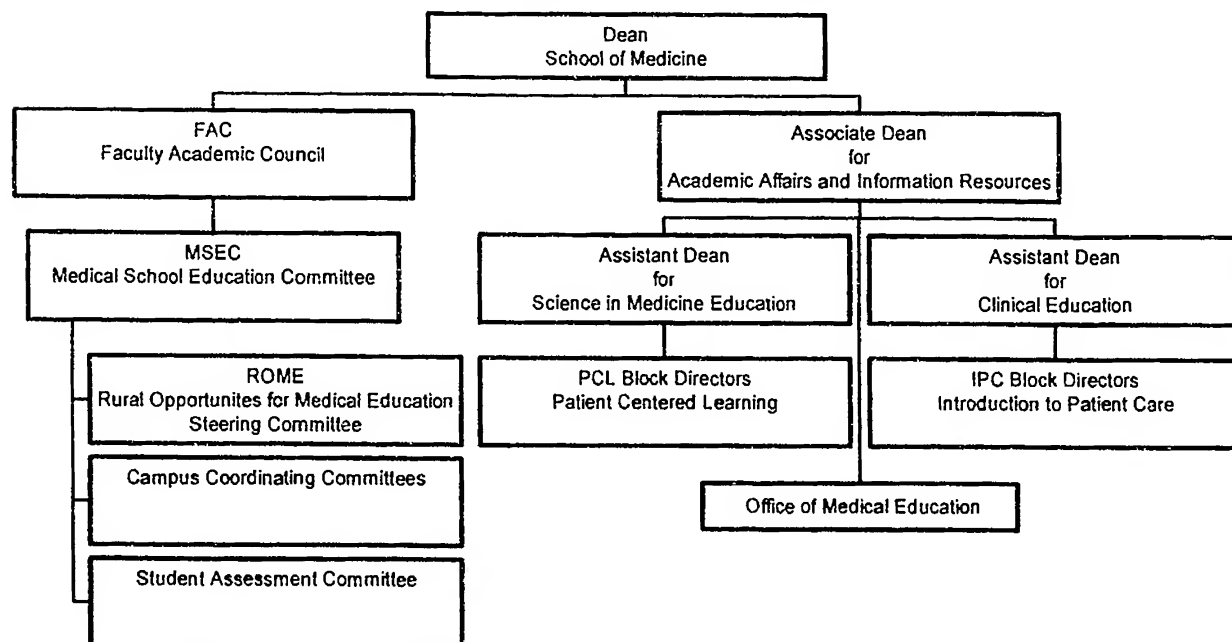 Dean
School of Medicine
FAC
Faculty Academic Council
Associate Dean
for
Academic Affairs and Information Resources
MSEC
Medical School Education Committee
Assistant Dean
for
Science in Medicine Education
Assistant Dean
for
Clinical Education
ROME
Rural Opportunites for Medical Education
Steering Committee
PCL Block Directors
Patient Centered Learning
IPC Block Directors
Introduction to Patient Care
Campus Coordinating Committees
Office of Medical Education
Student Assessment Committee